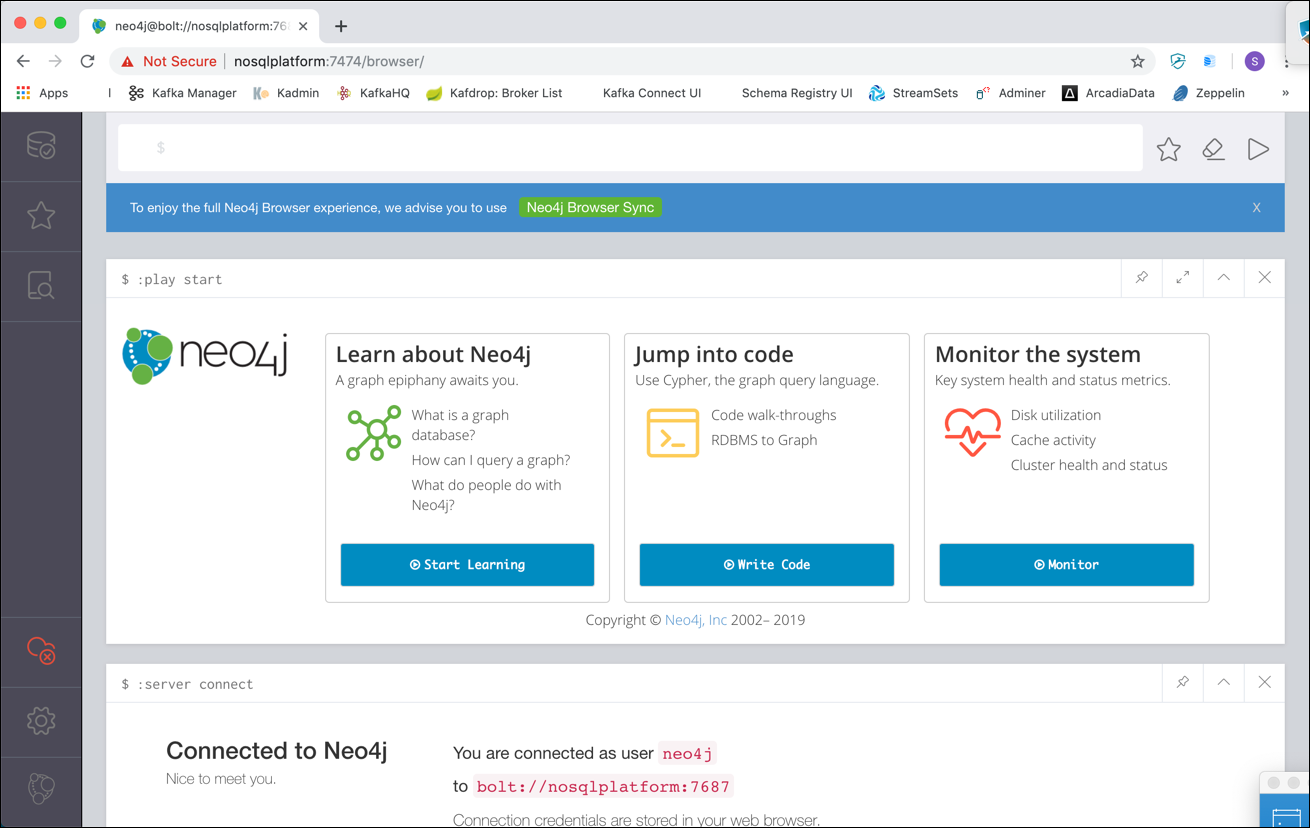 neo4j@bolt://nosqlplatform:768
Not Secure | nosqlplatform:7474/browser/
S
Apps
Kafka Manager
Kadmin
KafkaHQ
Kafdrop: Broker List
Kafka Connect UI
Schema Registry UI
StreamSets
Adminer
ArcadiaData
Zeppelin
»
$
To enjoy the full Neo4j Browser experience, we advise you to use Neo4j Browser Sync
X
$ :play start
neo4j
Learn about Neo4j
A graph epiphany awaits you.
What is a graph
database?
How can I query a graph?
What do people do with
Neo4j?
Start Learning
Jump into code
Use Cypher, the graph query language.
Code walk-throughs
RDBMS to Graph
Write Code
Monitor the system
Key system health and status metrics.
Disk utilization
Cache activity
Cluster health and status
Monitor
Copyright © Neo4j, Inc 2002– 2019
$ :server connect
Connected to Neo4j
Nice to meet you.
You are connected as user neo4j
to bolt://nosqlplatform:7687
Connection credentials are stored in your web browser.